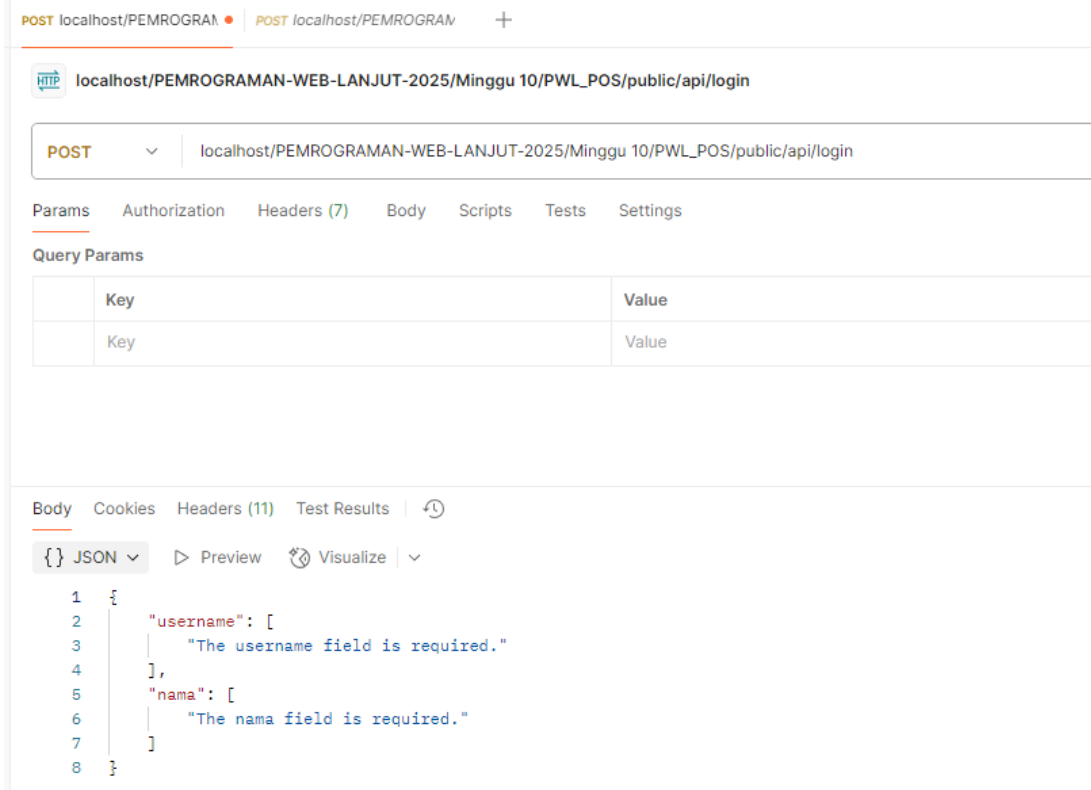 POST localhost/PEMROGRAM POST localhost/PEMROGRAM
HTTP localhost/PEMROGRAMAN-WEB-LANJUT-2025/Minggu 10/PWL_POS/public/api/login
POST localhost/PEMROGRAMAN-WEB-LANJUT-2025/Minggu 10/PWL_POS/public/api/login
Params Authorization Headers (7) Body Scripts Tests Settings
Query Params
Key Value
Key Value
Body Cookies Headers (11) Test Results
{} JSON Preview Visualize
1 {
2 "username": [
3 "The username field is required."
4 ],
5 "nama": [
6 "The nama field is required."
7 ]
8 }